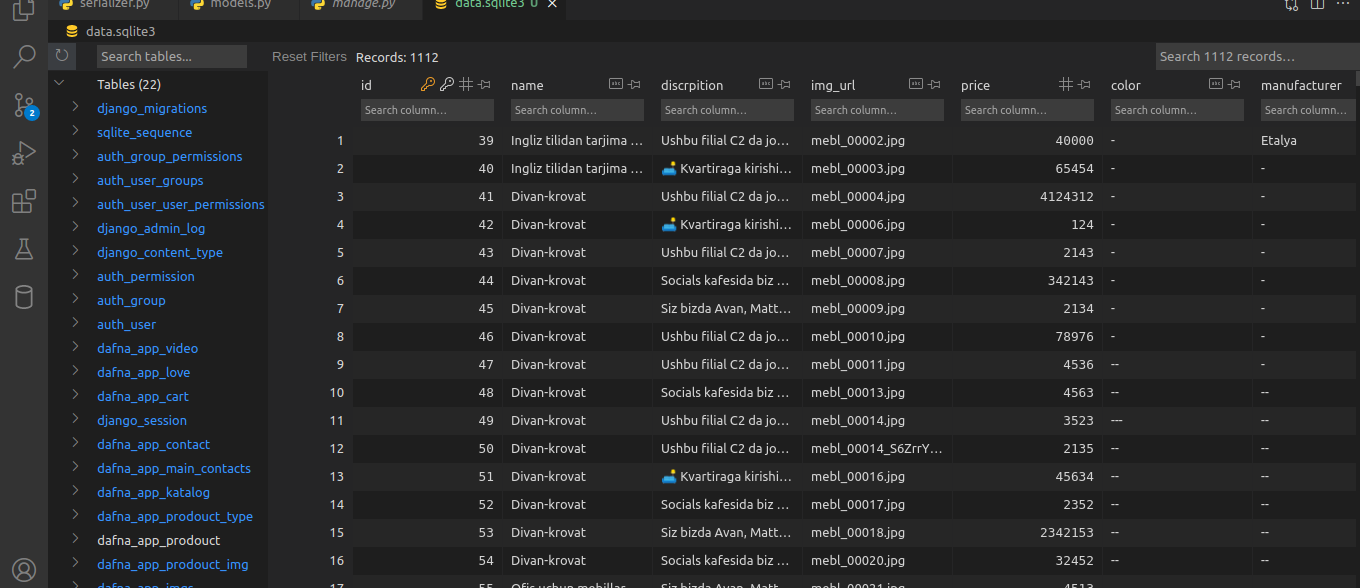 serializer.py models.py manage.py data.sqlite3 U
data.sqlite3
Search tables... Reset Filters Records: 1112 Search 1112 records...
Tables (22) id name discrpition img_url price color manufacturer
Search column... Search column... Search column... Search column... Search column... Search column... Search column...
django_migrations
sqlite_sequence
auth_group_permissions
auth_user_groups
auth_user_user_permissions
django_admin_log
django_content_type
auth_permission
auth_group
auth_user
dafna_app_video
dafna_app_love
dafna_app_cart
django_session
dafna_app_contact
dafna_app_main_contacts
dafna_app_katalog
dafna_app_prodouct_type
dafna_app_prodouct
dafna_app_prodouct_img
dafna_app_imgs
2
1 39 Ingliz tilidan tarjima ... Ushbu filial C2 da jo... mebl_00002.jpg 40000 - Etalya
2 40 Ingliz tilidan tarjima ... 🛋️ Kvartiraga kirishi... mebl_00003.jpg 65454 - -
3 41 Divan-krovat Ushbu filial C2 da jo... mebl_00004.jpg 4124312 - -
4 42 Divan-krovat 🛋️ Kvartiraga kirishi... mebl_00006.jpg 124 - -
5 43 Divan-krovat Ushbu filial C2 da jo... mebl_00007.jpg 2143 - -
6 44 Divan-krovat Socials kafesida biz ... mebl_00008.jpg 342143 - -
7 45 Divan-krovat Siz bizda Avan, Matt... mebl_00009.jpg 2134 - -
8 46 Divan-krovat Ushbu filial C2 da jo... mebl_00010.jpg 78976 - -
9 47 Divan-krovat Ushbu filial C2 da jo... mebl_00011.jpg 4536 -- --
10 48 Divan-krovat Socials kafesida biz ... mebl_00013.jpg 4563 -- --
11 49 Divan-krovat Ushbu filial C2 da jo... mebl_00014.jpg 3523 --- --
12 50 Divan-krovat Ushbu filial C2 da jo... mebl_00014_S6ZrrY... 2135 -- --
13 51 Divan-krovat 🛋️ Kvartiraga kirishi... mebl_00016.jpg 45634 -- --
14 52 Divan-krovat Socials kafesida biz ... mebl_00017.jpg 2352 -- --
15 53 Divan-krovat Siz bizda Avan, Matt... mebl_00018.jpg 2342153 -- --
16 54 Divan-krovat Socials kafesida biz ... mebl_00020.jpg 32452 -- --
17 55 Ofis uchun mebillar Siz bizda Avan, Matt... mebl_00021.jpg 4513 -- --